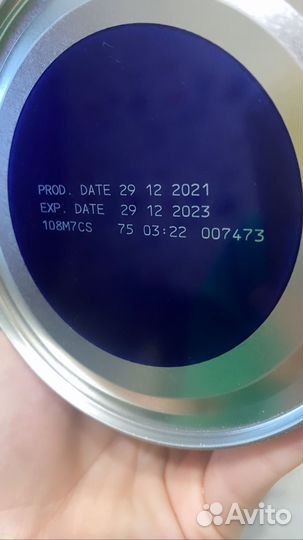 PROD. DATE 29 12 2021
EXP. DATE 29 12 2023
108M7CS 75 03:22 007473
Avito